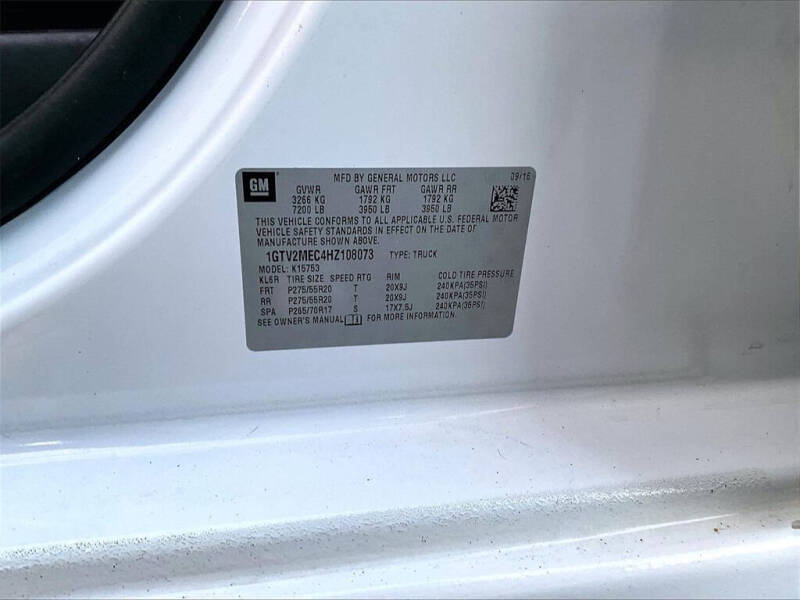 GM
MFD BY GENERAL MOTORS LLC 09/16
GVWR GAWR FRT GAWR RR
3266 KG 1792 KG 1792 KG
7200 LB 3950 LB 3950 LB
THIS VEHICLE CONFORMS TO ALL APPLICABLE U.S. FEDERAL MOTOR
VEHICLE SAFETY STANDARDS IN EFFECT ON THE DATE OF
MANUFACTURE SHOWN ABOVE.
1GTV2MEC4HZ108073 TYPE: TRUCK
MODEL: K15753
KL6R TIRE SIZE SPEED RTG RIM COLD TIRE PRESSURE
FRT P275/55R20 T 20X9J 240KPA(35PSI)
RR P275/55R20 T 20X9J 240KPA(35PSI)
SPA P265/70R17 S 17X7.5J 240KPA(35PSI)
SEE OWNER'S MANUAL FOR MORE INFORMATION.